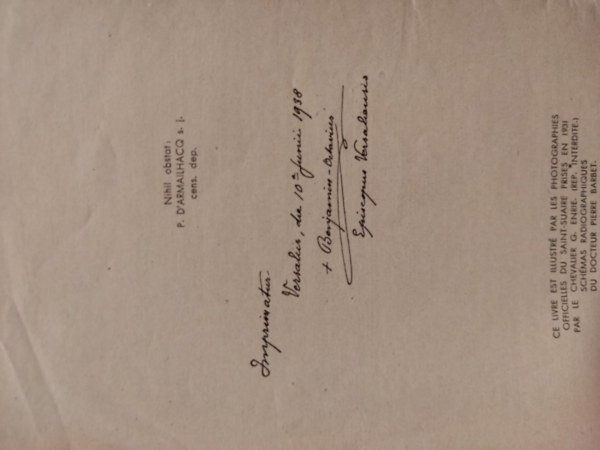 Nihil obstat:
P. D'ARMAILHACQ s. j.
cens. dep.
Imprimatur.
Versaliis, die 10ª Junii 1938
+ Benjamin-Octavius
Episcopus Versaliensis
CE LIVRE EST ILLUSTRÉ PAR LES PHOTOGRAPHIES
OFFICIELLES DU SAINT-SUAIRE PRISES EN 1931
PAR LE CHEVALIER G. ENRIE. (REP. INTERDITE.)
SCHÉMAS RADIOGRAPHIQUES
DU DOCTEUR PIERRE BARBET.